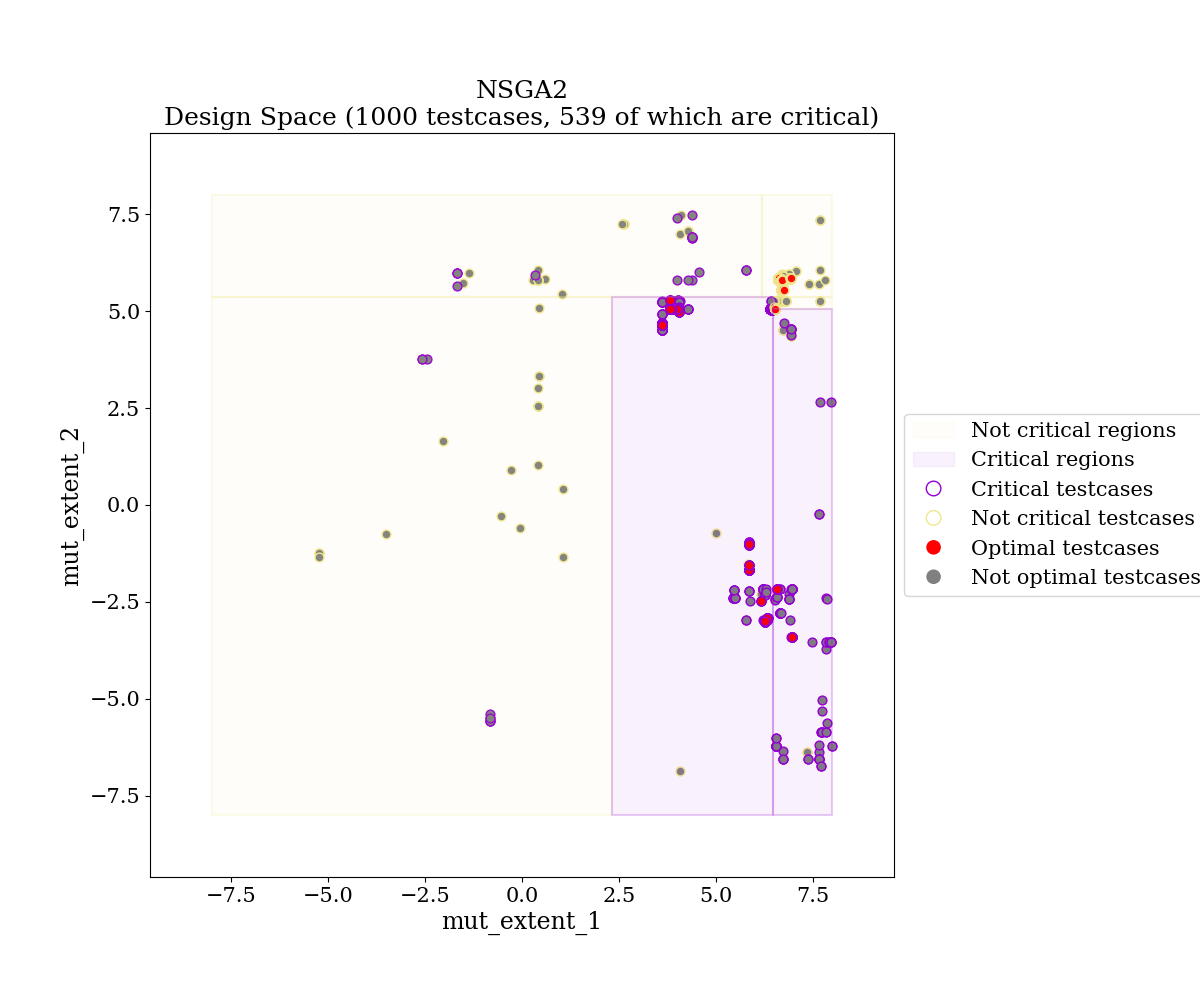 NSGA2
Design Space (1000 testcases, 539 of which are critical)
7.5
5.0
2.5
0.0
−2.5
−5.0
−7.5
mut_extent_2
−7.5
−5.0
−2.5
0.0
2.5
5.0
7.5
mut_extent_1
Not critical regions
Critical regions
Critical testcases
Not critical testcases
Optimal testcases
Not optimal testcases